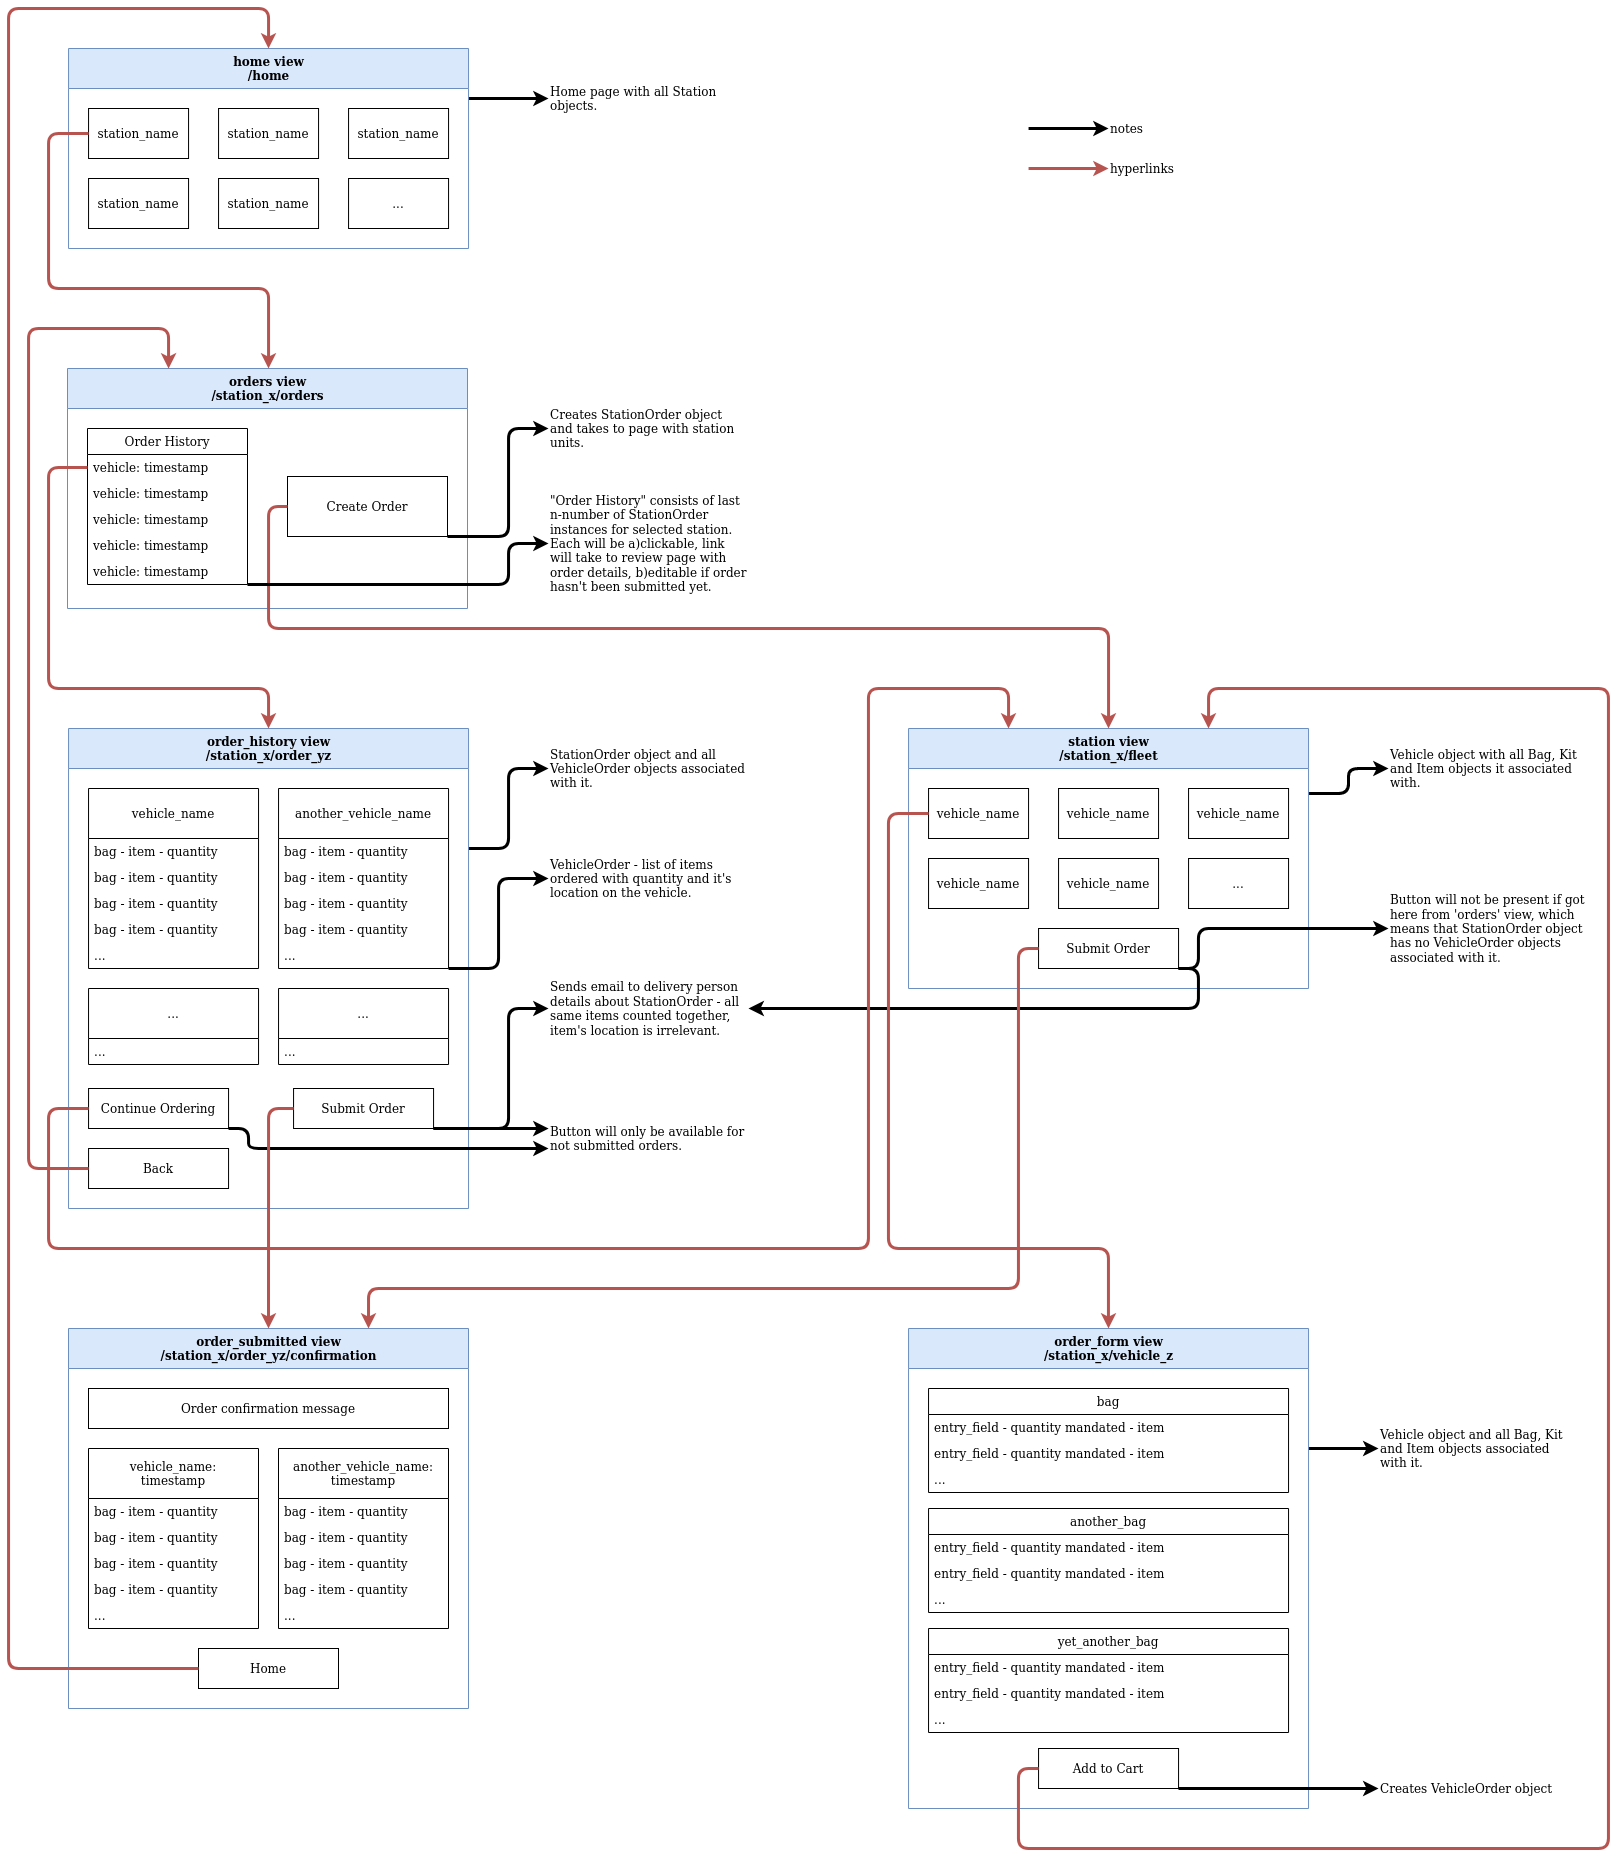 home view
/home
station_name
station_name
station_name
station_name
station_name
...
Home page with all Station
objects.
notes
hyperlinks
orders view
/station_x/orders
Order History
vehicle: timestamp
vehicle: timestamp
vehicle: timestamp
vehicle: timestamp
vehicle: timestamp
Create Order
Creates StationOrder object
and takes to page with station
units.
"Order History" consists of last
n-number of StationOrder
instances for selected station.
Each will be a)clickable, link
will take to review page with
order details, b)editable if order
hasn't been submitted yet.
order_history view
/station_x/order_yz
vehicle_name
bag - item - quantity
bag - item - quantity
bag - item - quantity
bag - item - quantity
...
another_vehicle_name
bag - item - quantity
bag - item - quantity
bag - item - quantity
bag - item - quantity
...
...
...
...
...
Continue Ordering
Submit Order
Back
StationOrder object and all
VehicleOrder objects associated
with it.
VehicleOrder - list of items
ordered with quantity and it's
location on the vehicle.
Sends email to delivery person
details about StationOrder - all
same items counted together,
item's location is irrelevant.
Button will only be available for
not submitted orders.
station view
/station_x/fleet
vehicle_name
vehicle_name
vehicle_name
vehicle_name
vehicle_name
...
Submit Order
Vehicle object with all Bag, Kit
and Item objects it associated
with.
Button will not be present if got
here from 'orders' view, which
means that StationOrder object
has no VehicleOrder objects
associated with it.
order_submitted view
/station_x/order_yz/confirmation
Order confirmation message
vehicle_name:
timestamp
bag - item - quantity
bag - item - quantity
bag - item - quantity
bag - item - quantity
...
another_vehicle_name:
timestamp
bag - item - quantity
bag - item - quantity
bag - item - quantity
bag - item - quantity
...
Home
order_form view
/station_x/vehicle_z
bag
entry_field - quantity mandated - item
entry_field - quantity mandated - item
...
another_bag
entry_field - quantity mandated - item
entry_field - quantity mandated - item
...
yet_another_bag
entry_field - quantity mandated - item
entry_field - quantity mandated - item
...
Add to Cart
Vehicle object and all Bag, Kit
and Item objects associated
with it.
Creates VehicleOrder object